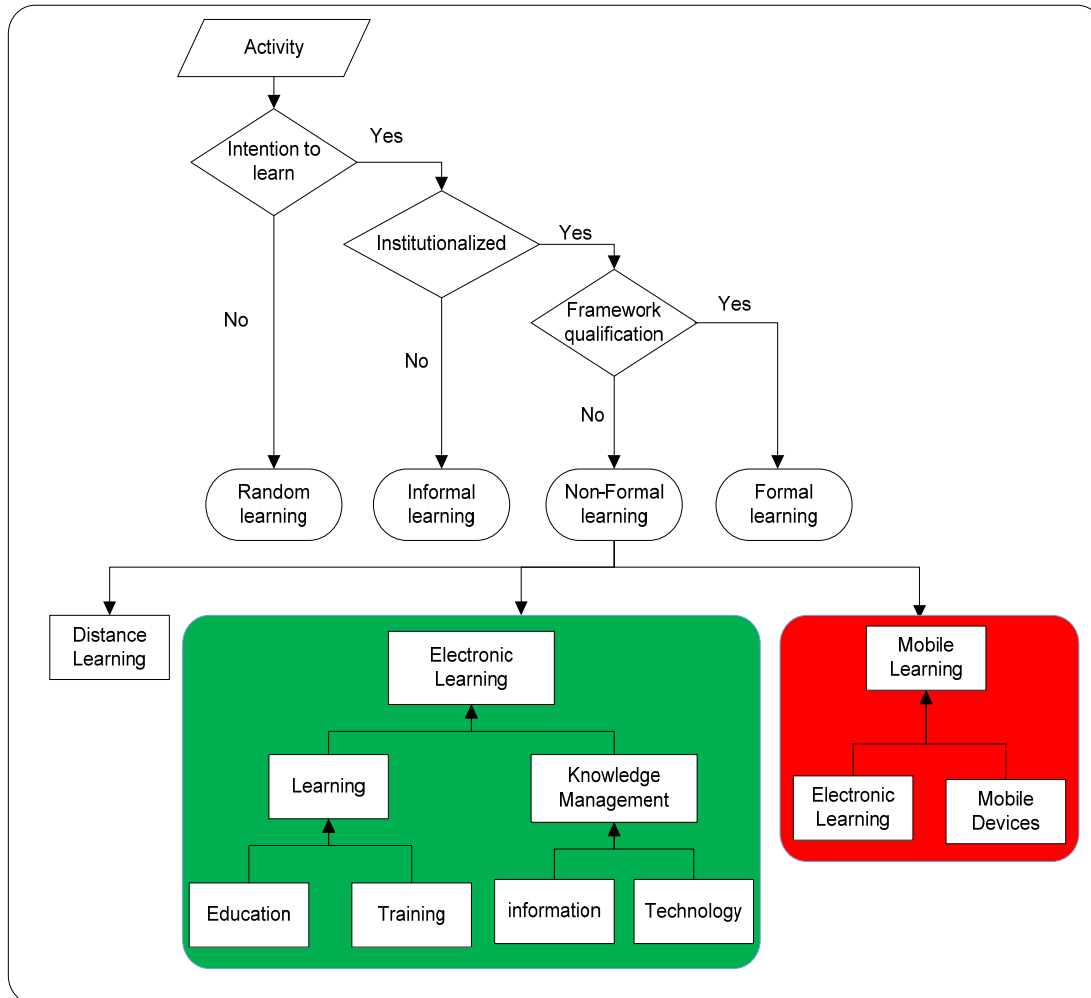 Activity
Yes
Intention to
learn
Institutionalized
Yes
Framework
qualification
Yes
No
No
No
Random
learning
Informal
learning
Non-Formal
learning
Formal
learning
Distance
Learning
Electronic
Learning
Mobile
Learning
Learning
Knowledge
Management
Electronic
Learning
Mobile
Devices
Education
Training
information
Technology